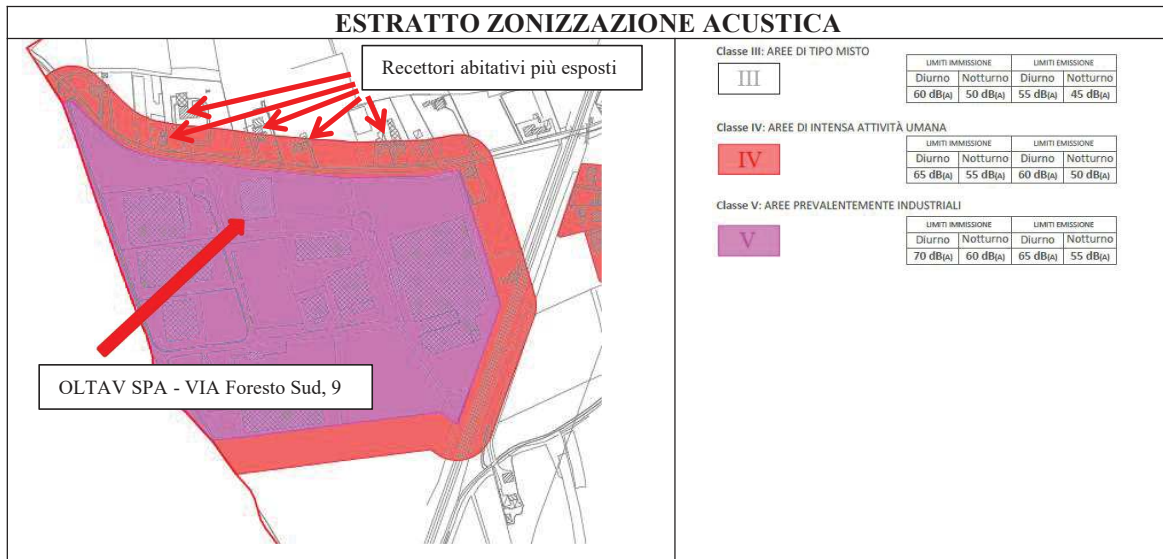 ESTRATTO ZONIZZAZIONE ACUSTICA
Recettori abitativi più esposti
OLTAV SPA - VIA Foresto Sud, 9
Classe III: AREE DI TIPO MISTO
III
LIMITI IMMISSIONE LIMITI EMISSIONE
Diurno Notturno Diurno Notturno
60 dB(A) 50 dB(A) 55 dB(A) 45 dB(A)
Classe IV: AREE DI INTENSA ATTIVITÀ UMANA
IV
LIMITI IMMISSIONE LIMITI EMISSIONE
Diurno Notturno Diurno Notturno
65 dB(A) 55 dB(A) 60 dB(A) 50 dB(A)
Classe V: AREE PREVALENTEMENTE INDUSTRIALI
V
LIMITI IMMISSIONE LIMITI EMISSIONE
Diurno Notturno Diurno Notturno
70 dB(A) 60 dB(A) 65 dB(A) 55 dB(A)